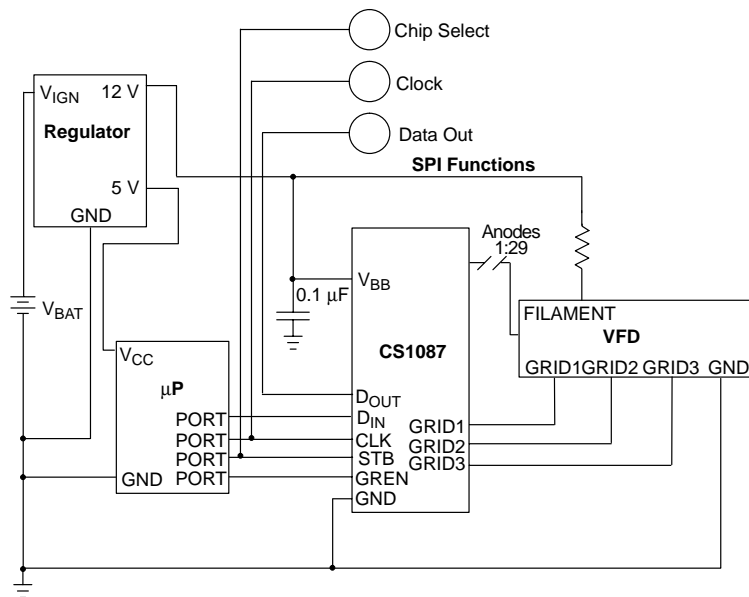 Chip Select
Clock
Data Out
SPI Functions
VIGN
12 V
Regulator
5 V
GND
VBAT
VCC
μP
PORT
PORT
PORT
GND
PORT
0.1 μF
VBB
CS1087
DOUT
DIN
CLK
STB
GREN
GND
GRID1
GRID2
GRID3
Anodes
1:29
FILAMENT
VFD
GRID1 GRID2 GRID3 GND